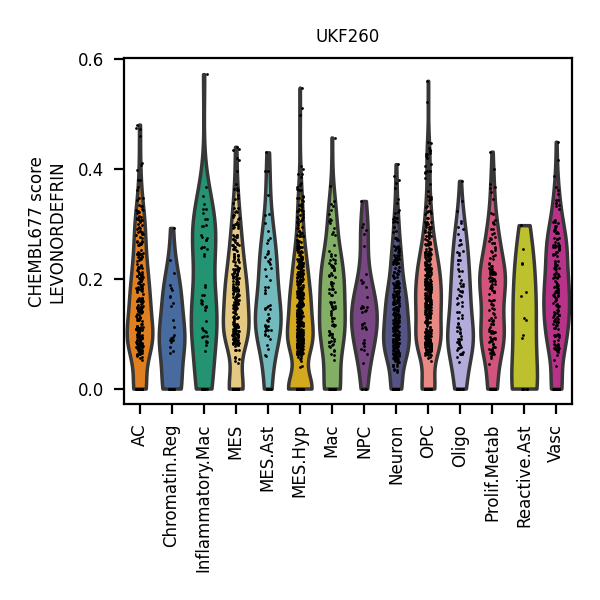 UKF260
CHEMBL677 score
LEVONORDEFRIN
0.6
0.4
0.2
0.0
AC
Chromatin.Reg
Inflammatory.Mac
MES
MES.Ast
MES.Hyp
Mac
NPC
Neuron
OPC
Oligo
Prolif.Metab
Reactive.Ast
Vasc